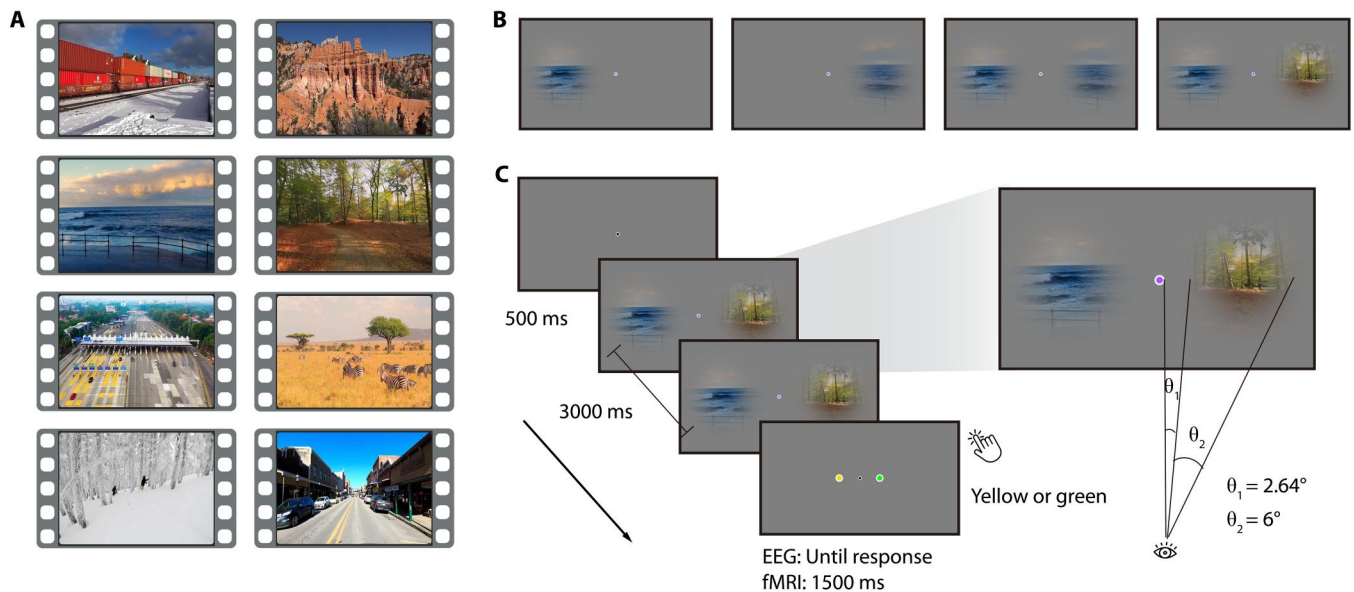 A
B
C
500 ms
3000 ms
Yellow or green
EEG: Until response
fMRI: 1500 ms
θ1
θ2
θ1 = 2.64°
θ2 = 6°